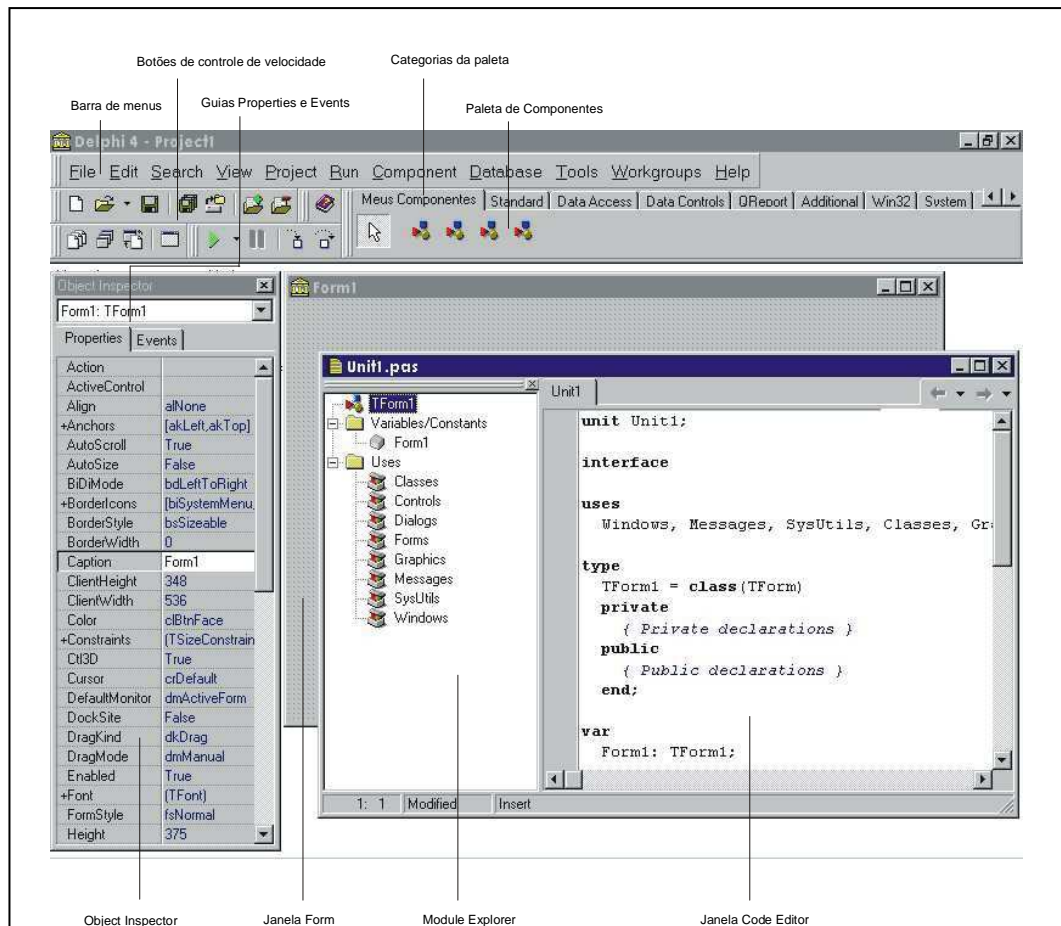 Botões de controle de velocidade
Categorias da paleta
Barra de menus
Guias Properties e Events
Paleta de Componentes
Delphi 4 - Project1
File Edit Search View Project Run Component Database Tools Workgroups Help
Meus Componentes Standard Data Access Data Controls QReport Additional Win32 System
Object Inspector
Form1: TForm1
Properties Events
Action
ActiveControl
Align alNone
+Anchors [akLeft,akTop]
AutoScroll True
AutoSize False
BiDiMode bdLeftToRight
+BorderIcons [biSystemMenu,
BorderStyle bsSizeable
BorderWidth 0
Caption Form1
ClientHeight 348
ClientWidth 536
Color clBtnFace
+Constraints (TSizeConstrain
Ctl3D True
Cursor crDefault
DefaultMonitor dmActiveForm
DockSite False
DragKind dkDrag
DragMode dmManual
Enabled True
+Font (TFont)
FormStyle fsNormal
Height 375
Form1
Unit1.pas
TForm1
Variables/Constants
Form1
Uses
Classes
Controls
Dialogs
Forms
Graphics
Messages
SysUtils
Windows
Unit1
unit Unit1;
interface
uses
Windows, Messages, SysUtils, Classes, Gr
type
TForm1 = class(TForm)
private
{ Private declarations }
public
{ Public declarations }
end;
var
Form1: TForm1;
1: 1 Modified Insert
Object Inspector
Janela Form
Module Explorer
Janela Code Editor